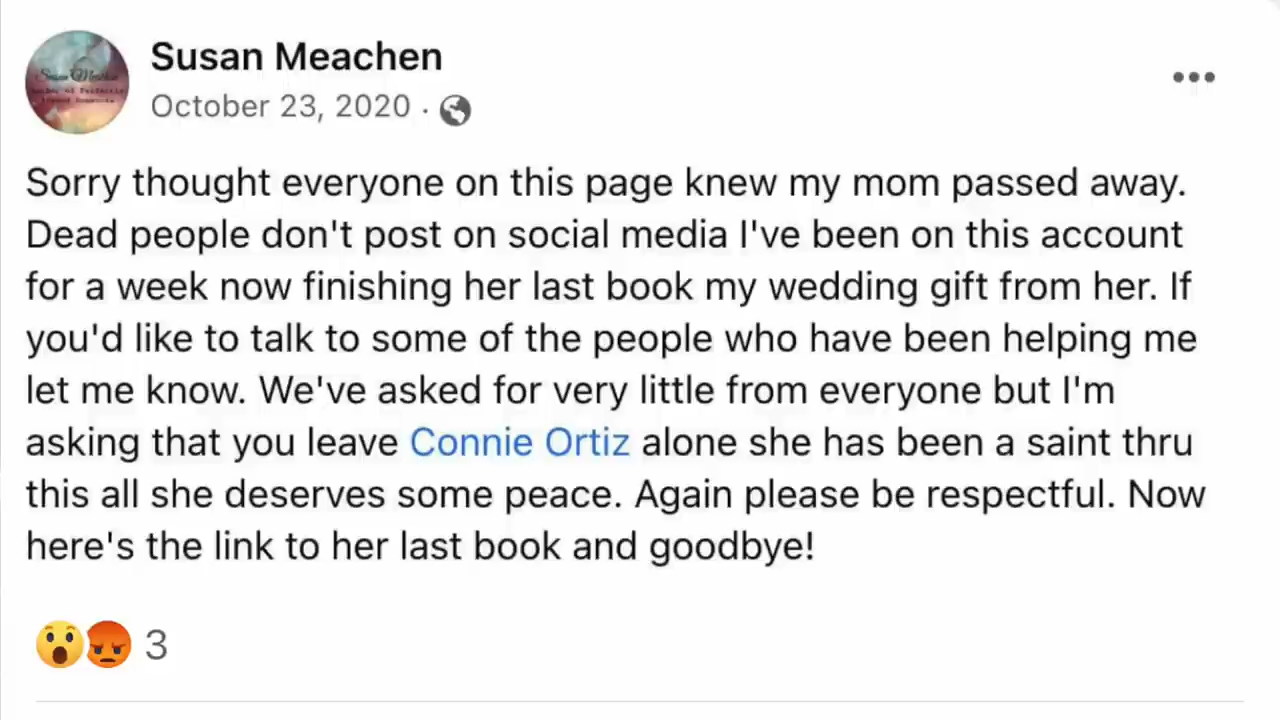 Susan Meachen
October 23, 2020 ·
Sorry thought everyone on this page knew my mom passed away.
Dead people don't post on social media I've been on this account
for a week now finishing her last book my wedding gift from her. If
you'd like to talk to some of the people who have been helping me
let me know. We've asked for very little from everyone but I'm
asking that you leave Connie Ortiz alone she has been a saint thru
this all she deserves some peace. Again please be respectful. Now
here's the link to her last book and goodbye!
3